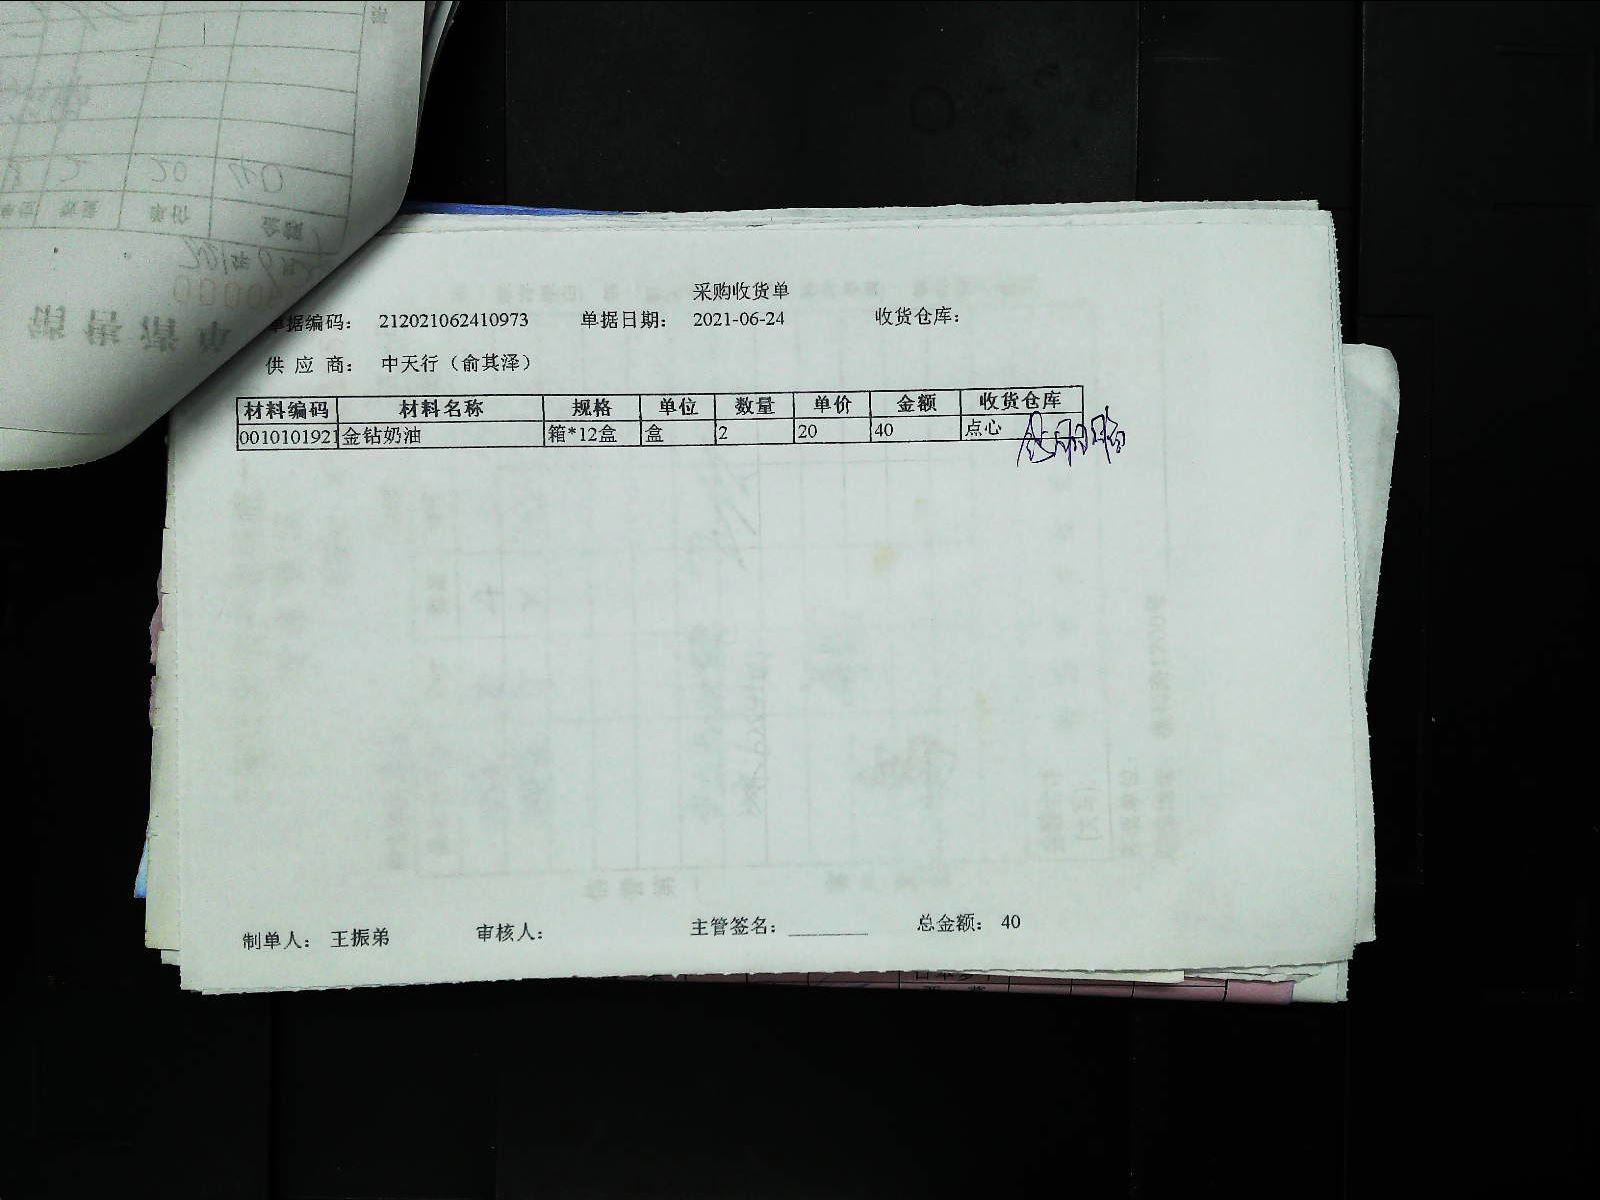 采购收货单
单据编码： 212021062410973 单据日期： 2021-06-24 收货仓库：
供 应 商： 中天行（俞其泽）
材料编码 材料名称 规格 单位 数量 单价 金额 收货仓库
0010101921 金钻奶油 箱*12盒 盒 2 20 40 点心
制单人： 王振弟 审核人： 主管签名：________ 总金额： 40